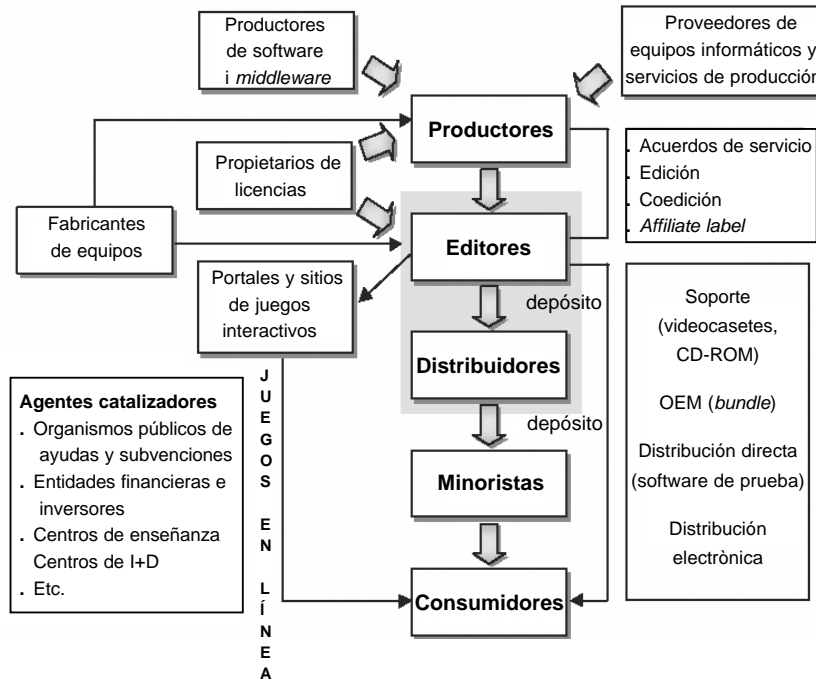 Productores
de software
i middleware
Proveedores de
equipos informáticos y
servicios de producción
Productores
Propietarios de
licencias
. Acuerdos de servicio
. Edición
. Coedición
. Affiliate label
Fabricantes
de equipos
Editores
Portales y sitios
de juegos
interactivos
depósito
Soporte
(videocasetes,
CD-ROM)
OEM (bundle)
Distribución directa
(software de prueba)
Distribución
electrònica
Distribuidores
depósito
JUEGOS EN LÍNEA
Agentes catalizadores
. Organismos públicos de
ayudas y subvenciones
. Entidades financieras e
inversores
. Centros de enseñanza
Centros de I+D
. Etc.
Minoristas
Consumidores